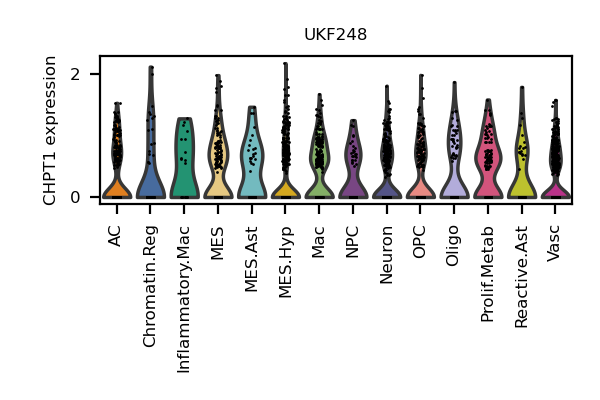 UKF248
CHPT1 expression
2
0
AC
Chromatin.Reg
Inflammatory.Mac
MES
MES.Ast
MES.Hyp
Mac
NPC
Neuron
OPC
Oligo
Prolif.Metab
Reactive.Ast
Vasc